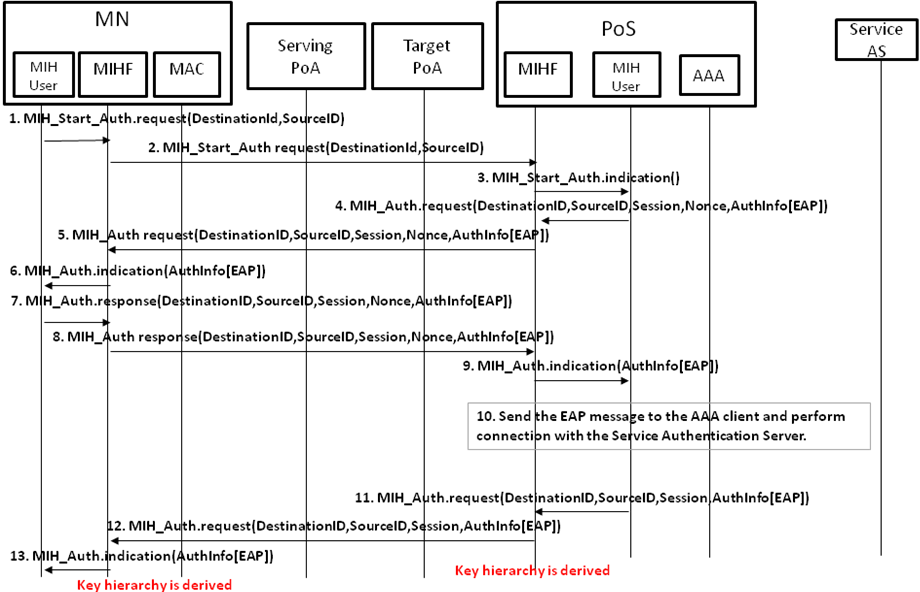 MN
Serving
PoA
Target
PoA
PoS
Service
AS
MIH
User
MIHF
MAC
MIHF
MIH
User
AAA
1. MIH_Start_Auth.request(DestinationId,SourceID)
2. MIH_Start_Auth request(DestinationId,SourceID)
3. MIH_Start_Auth.indication()
4. MIH_Auth.request(DestinationID,SourceID,Session,Nonce,AuthInfo[EAP])
5. MIH_Auth request(DestinationID,SourceID,Session,Nonce,AuthInfo[EAP])
6. MIH_Auth.indication(AuthInfo[EAP])
7. MIH_Auth.response(DestinationID,SourceID,Session,Nonce,AuthInfo[EAP])
8. MIH_Auth response(DestinationID,SourceID,Session,Nonce,AuthInfo[EAP])
9. MIH_Auth.indication(AuthInfo[EAP])
10. Send the EAP message to the AAA client and perform
connection with the Service Authentication Server.
11. MIH_Auth.request(DestinationID,SourceID,Session,AuthInfo[EAP])
12. MIH_Auth.request(DestinationID,SourceID,Session,AuthInfo[EAP])
13. MIH_Auth.indication(AuthInfo[EAP])
Key hierarchy is derived
Key hierarchy is derived